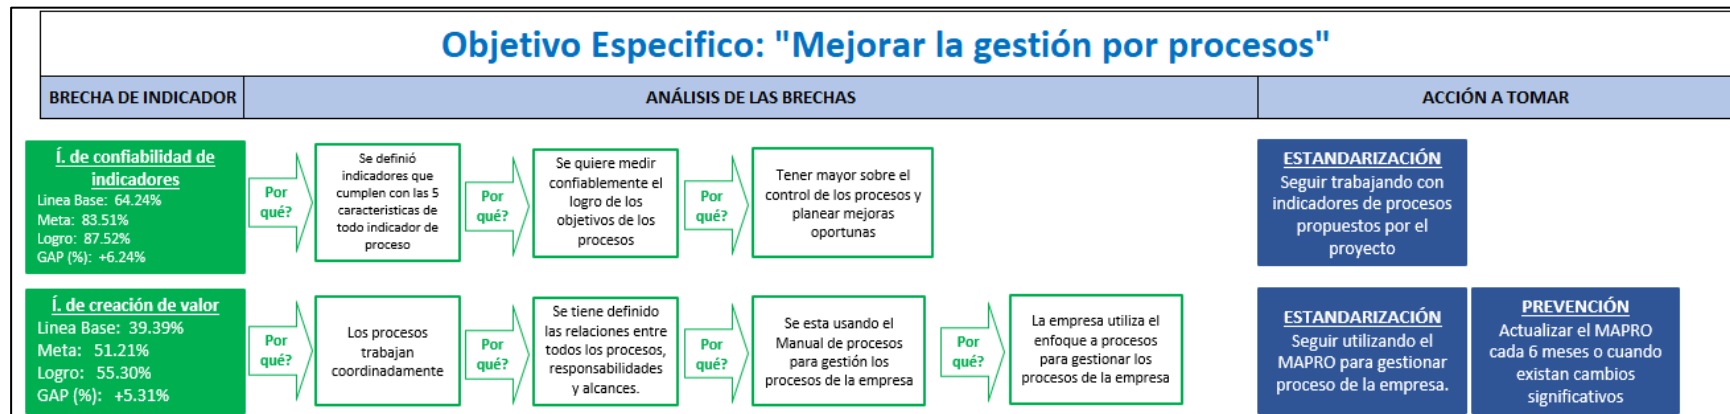 Objetivo Especifico: "Mejorar la gestión por procesos"
BRECHA DE INDICADOR
ANÁLISIS DE LAS BRECHAS
ACCIÓN A TOMAR
Í. de confiabilidad de
indicadores
Linea Base: 64.24%
Meta: 83.51%
Logro: 87.52%
GAP (%): +6.24%
Por
qué?
Se definió
indicadores que
cumplen con las 5
caracteristicas de
todo indicador de
proceso
Por
qué?
Se quiere medir
confiablemente el
logro de los
objetivos de los
procesos
Por
qué?
Tener mayor sobre el
control de los procesos y
planear mejoras
oportunas
ESTANDARIZACIÓN
Seguir trabajando con
indicadores de procesos
propuestos por el
proyecto
Í. de creación de valor
Linea Base: 39.39%
Meta: 51.21%
Logro: 55.30%
GAP (%): +5.31%
Por
qué?
Los procesos
trabajan
coordinadamente
Por
qué?
Se tiene definido
las relaciones entre
todos los procesos,
responsabilidades
y alcances.
Por
qué?
Se esta usando el
Manual de procesos
para gestión los
procesos de la empresa
Por
qué?
La empresa utiliza el
enfoque a procesos
para gestionar los
procesos de la empresa
ESTANDARIZACIÓN
Seguir utilizando el
MAPRO para gestionar
proceso de la empresa.
PREVENCIÓN
Actualizar el MAPRO
cada 6 meses o cuando
existan cambios
significativos